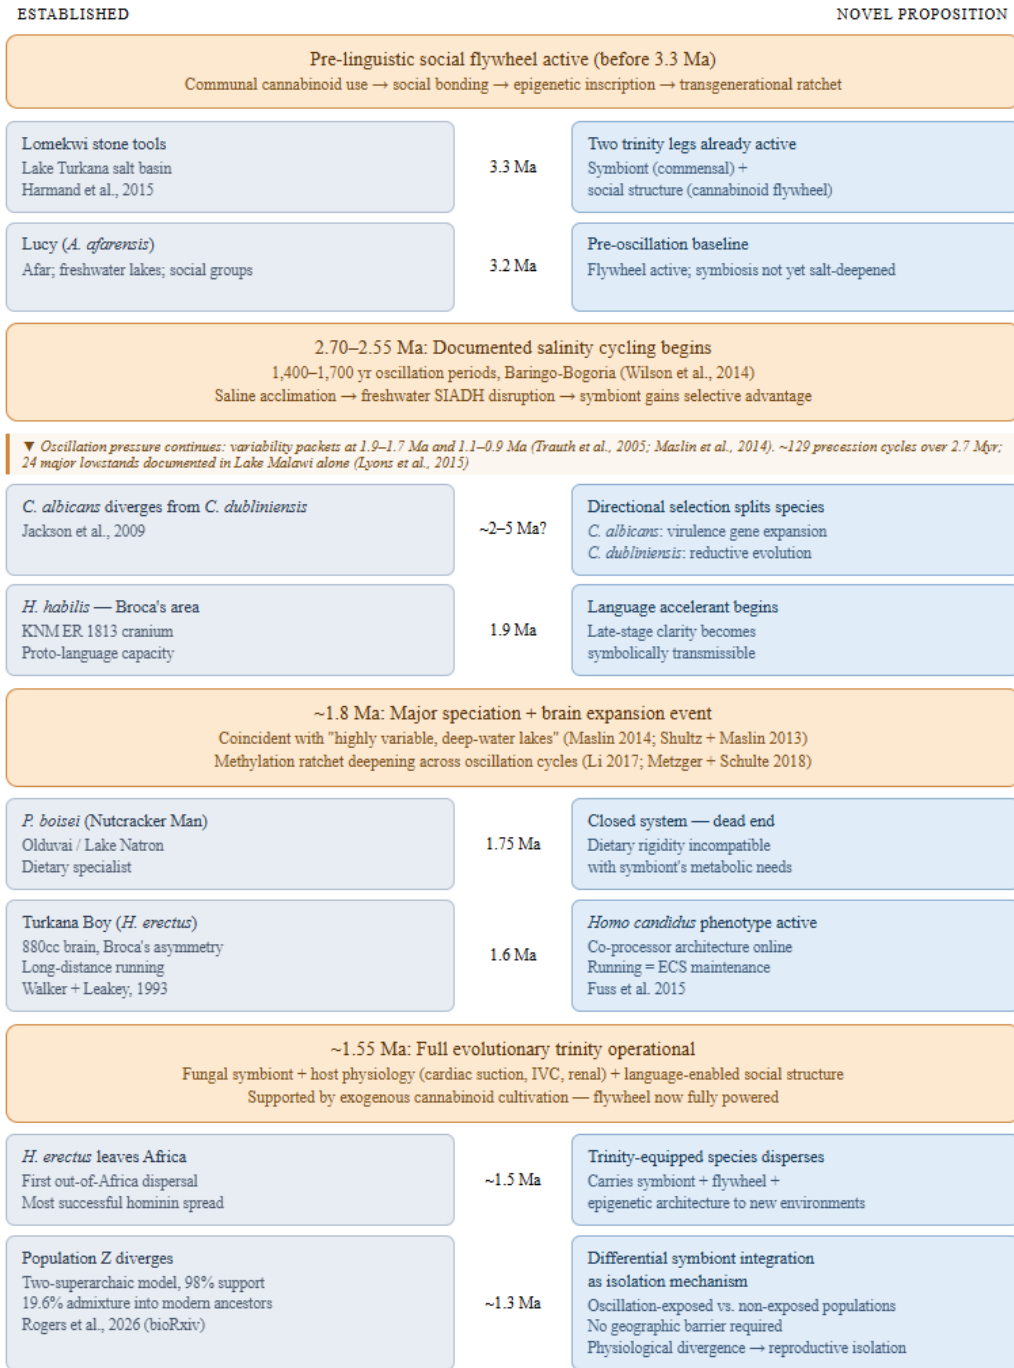 ESTABLISHED
NOVEL PROPOSITION
Pre-linguistic social flywheel active (before 3.3 Ma)
Communal cannabinoid use → social bonding → epigenetic inscription → transgenerational ratchet
Lomekwi stone tools
Lake Turkana salt basin
Harmand et al., 2015
3.3 Ma
Two trinity legs already active
Symbiont (commensal) +
social structure (cannabinoid flywheel)
Lucy (A. afarensis)
Afar; freshwater lakes; social groups
3.2 Ma
Pre-oscillation baseline
Flywheel active; symbiosis not yet salt-deepened
2.70–2.55 Ma: Documented salinity cycling begins
1,400–1,700 yr oscillation periods, Baringo-Bogoria (Wilson et al., 2014)
Saline acclimation → freshwater SIADH disruption → symbiont gains selective advantage
▼ Oscillation pressure continues: variability packets at 1.9–1.7 Ma and 1.1–0.9 Ma (Trauth et al., 2005; Maslin et al., 2014). ~129 precession cycles over 2.7 Myr;
24 major lowstands documented in Lake Malawi alone (Lyons et al., 2015)
C. albicans diverges from C. dubliniensis
Jackson et al., 2009
~2–5 Ma?
Directional selection splits species
C. albicans: virulence gene expansion
C. dubliniensis: reductive evolution
H. habilis — Broca's area
KNM ER 1813 cranium
Proto-language capacity
1.9 Ma
Language accelerant begins
Late-stage clarity becomes
symbolically transmissible
~1.8 Ma: Major speciation + brain expansion event
Coincident with "highly variable, deep-water lakes" (Maslin 2014; Shultz + Maslin 2013)
Methylation ratchet deepening across oscillation cycles (Li 2017; Metzger + Schulte 2018)
P. boisei (Nutcracker Man)
Olduvai / Lake Natron
Dietary specialist
1.75 Ma
Closed system — dead end
Dietary rigidity incompatible
with symbiont's metabolic needs
Turkana Boy (H. erectus)
880cc brain, Broca's asymmetry
Long-distance running
Walker + Leakey, 1993
1.6 Ma
Homo candidus phenotype active
Co-processor architecture online
Running = ECS maintenance
Fuss et al. 2015
~1.55 Ma: Full evolutionary trinity operational
Fungal symbiont + host physiology (cardiac suction, IVC, renal) + language-enabled social structure
Supported by exogenous cannabinoid cultivation — flywheel now fully powered
H. erectus leaves Africa
First out-of-Africa dispersal
Most successful hominin spread
~1.5 Ma
Trinity-equipped species disperses
Carries symbiont + flywheel +
epigenetic architecture to new environments
Population Z diverges
Two-superarchaic model, 98% support
19.6% admixture into modern ancestors
Rogers et al., 2026 (bioRxiv)
~1.3 Ma
Differential symbiont integration
as isolation mechanism
Oscillation-exposed vs. non-exposed populations
No geographic barrier required
Physiological divergence → reproductive isolation